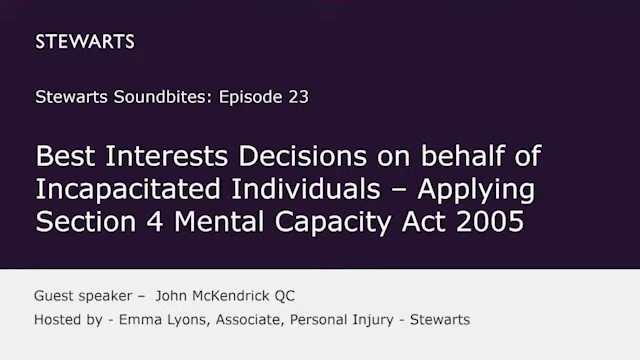 STEWARTS
Stewarts Soundbites: Episode 23
Best Interests Decisions on behalf of
Incapacitated Individuals – Applying
Section 4 Mental Capacity Act 2005
Guest speaker – John McKendrick QC
Hosted by - Emma Lyons, Associate, Personal Injury - Stewarts